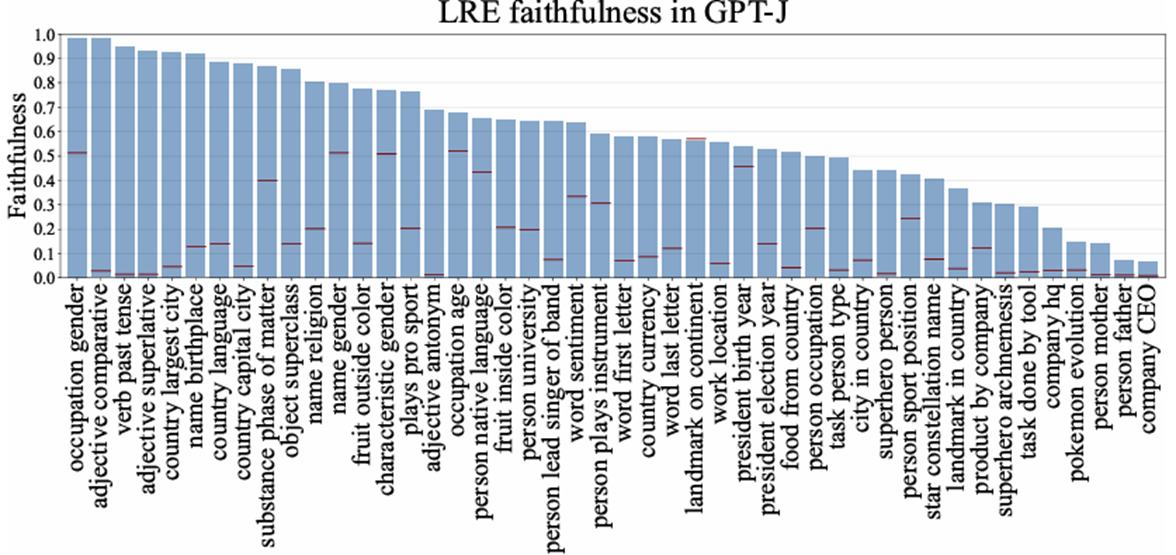 LRE faithfulness in GPT-J
Faithfulness
1.0
0.9
0.8
0.7
0.6
0.5
0.4
0.3
0.2
0.1
0.0
occupation gender
adjective comparative
verb past tense
adjective superlative
country largest city
name birthplace
country language
country capital city
substance phase of matter
object superclass
name religion
name gender
fruit outside color
characteristic gender
plays pro sport
adjective antonym
occupation age
person native language
fruit inside color
person university
person lead singer of band
word sentiment
person plays instrument
word first letter
country currency
word last letter
landmark on continent
work location
president birth year
president election year
food from country
person occupation
task person type
city in country
superhero person
person sport position
star constellation name
landmark in country
product by company
superhero archnemesis
task done by tool
company hq
pokemon evolution
person mother
person father
company CEO